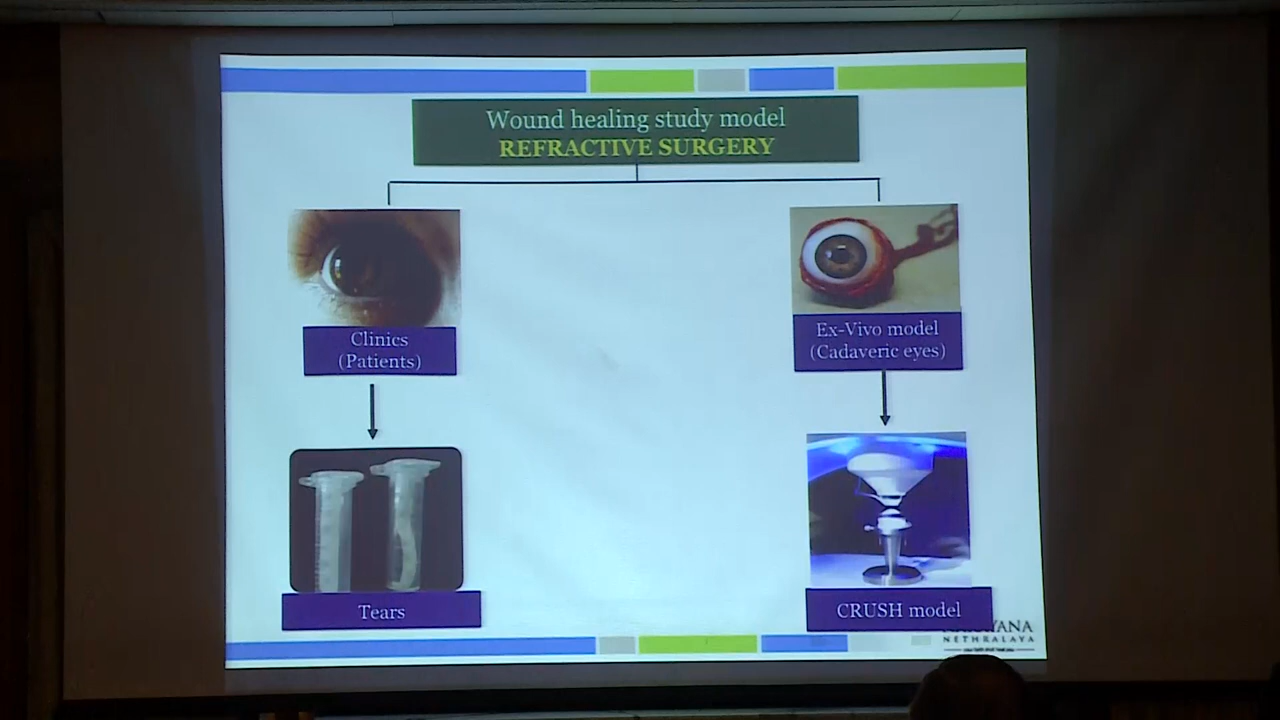 Wound healing study model
REFRACTIVE SURGERY
Clinics
(Patients)
Ex-Vivo model
(Cadaveric eyes)
Tears
CRUSH model
NETHRALAYA